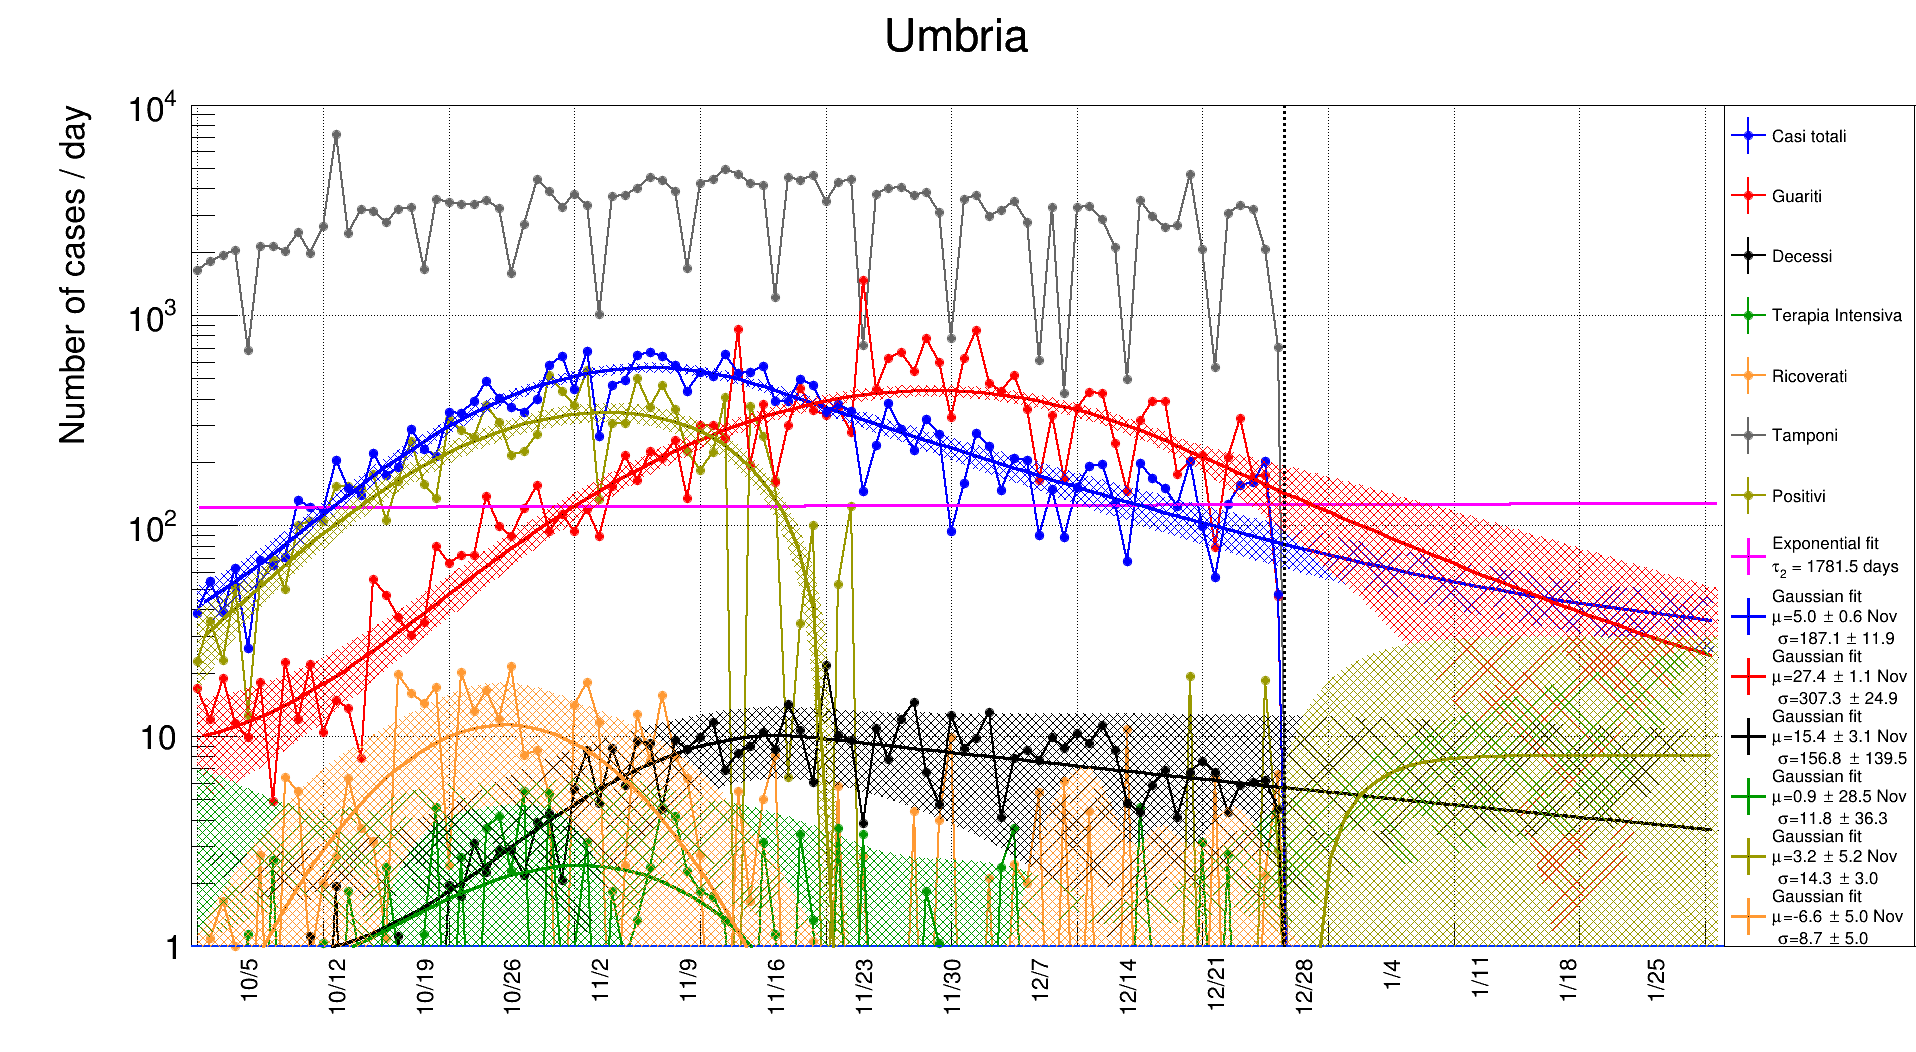 Umbria
Number of cases / day
10⁴
10³
10²
10
1
10/5
10/12
10/19
10/26
11/2
11/9
11/16
11/23
11/30
12/7
12/14
12/21
12/28
1/4
1/11
1/18
1/25
Casi totali
Guariti
Decessi
Terapia Intensiva
Ricoverati
Tamponi
Positivi
Exponential fit
τ₂ = 1781.5 days
Gaussian fit
μ=5.0 ± 0.6 Nov
σ=187.1 ± 11.9
Gaussian fit
μ=27.4 ± 1.1 Nov
σ=307.3 ± 24.9
Gaussian fit
μ=15.4 ± 3.1 Nov
σ=156.8 ± 139.5
Gaussian fit
μ=0.9 ± 28.5 Nov
σ=11.8 ± 36.3
Gaussian fit
μ=3.2 ± 5.2 Nov
σ=14.3 ± 3.0
Gaussian fit
μ=-6.6 ± 5.0 Nov
σ=8.7 ± 5.0